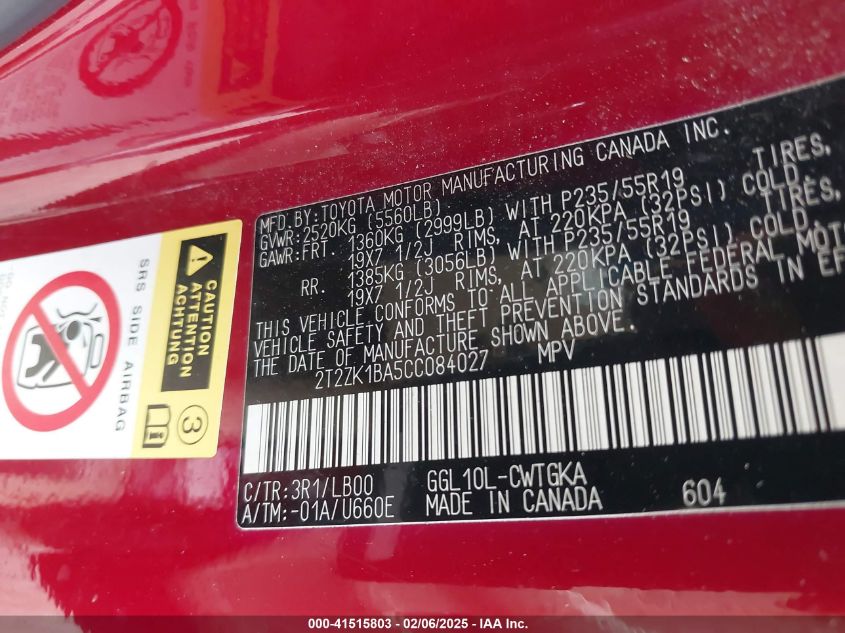 MFD. BY: TOYOTA MOTOR MANUFACTURING CANADA INC.
GVWR: 2520KG (5560LB)
GAWR: FRT. 1360KG (2999LB) WITH P235/55R19 TIRES,
19X7 1/2J RIMS, AT 220KPA (32PSI) COLD.
RR. 1385KG (3056LB) WITH P235/55R19 TIRES,
19X7 1/2J RIMS, AT 220KPA (32PSI) COLD.
THIS VEHICLE CONFORMS TO ALL APPLICABLE FEDERAL
VEHICLE SAFETY AND THEFT PREVENTION STANDARDS IN
THE DATE OF MANUFACTURE SHOWN ABOVE.
2T2ZK1BA5CC084027 MPV
C/TR: 3R1/LB00 GGL10L-CWTGKA
A/TM: -01A/U660E MADE IN CANADA 604
CAUTION
ATTENTION
ACHTUNG
SRS SIDE AIRBAG
3
i
000-41515803 - 02/06/2025 - IAA Inc.